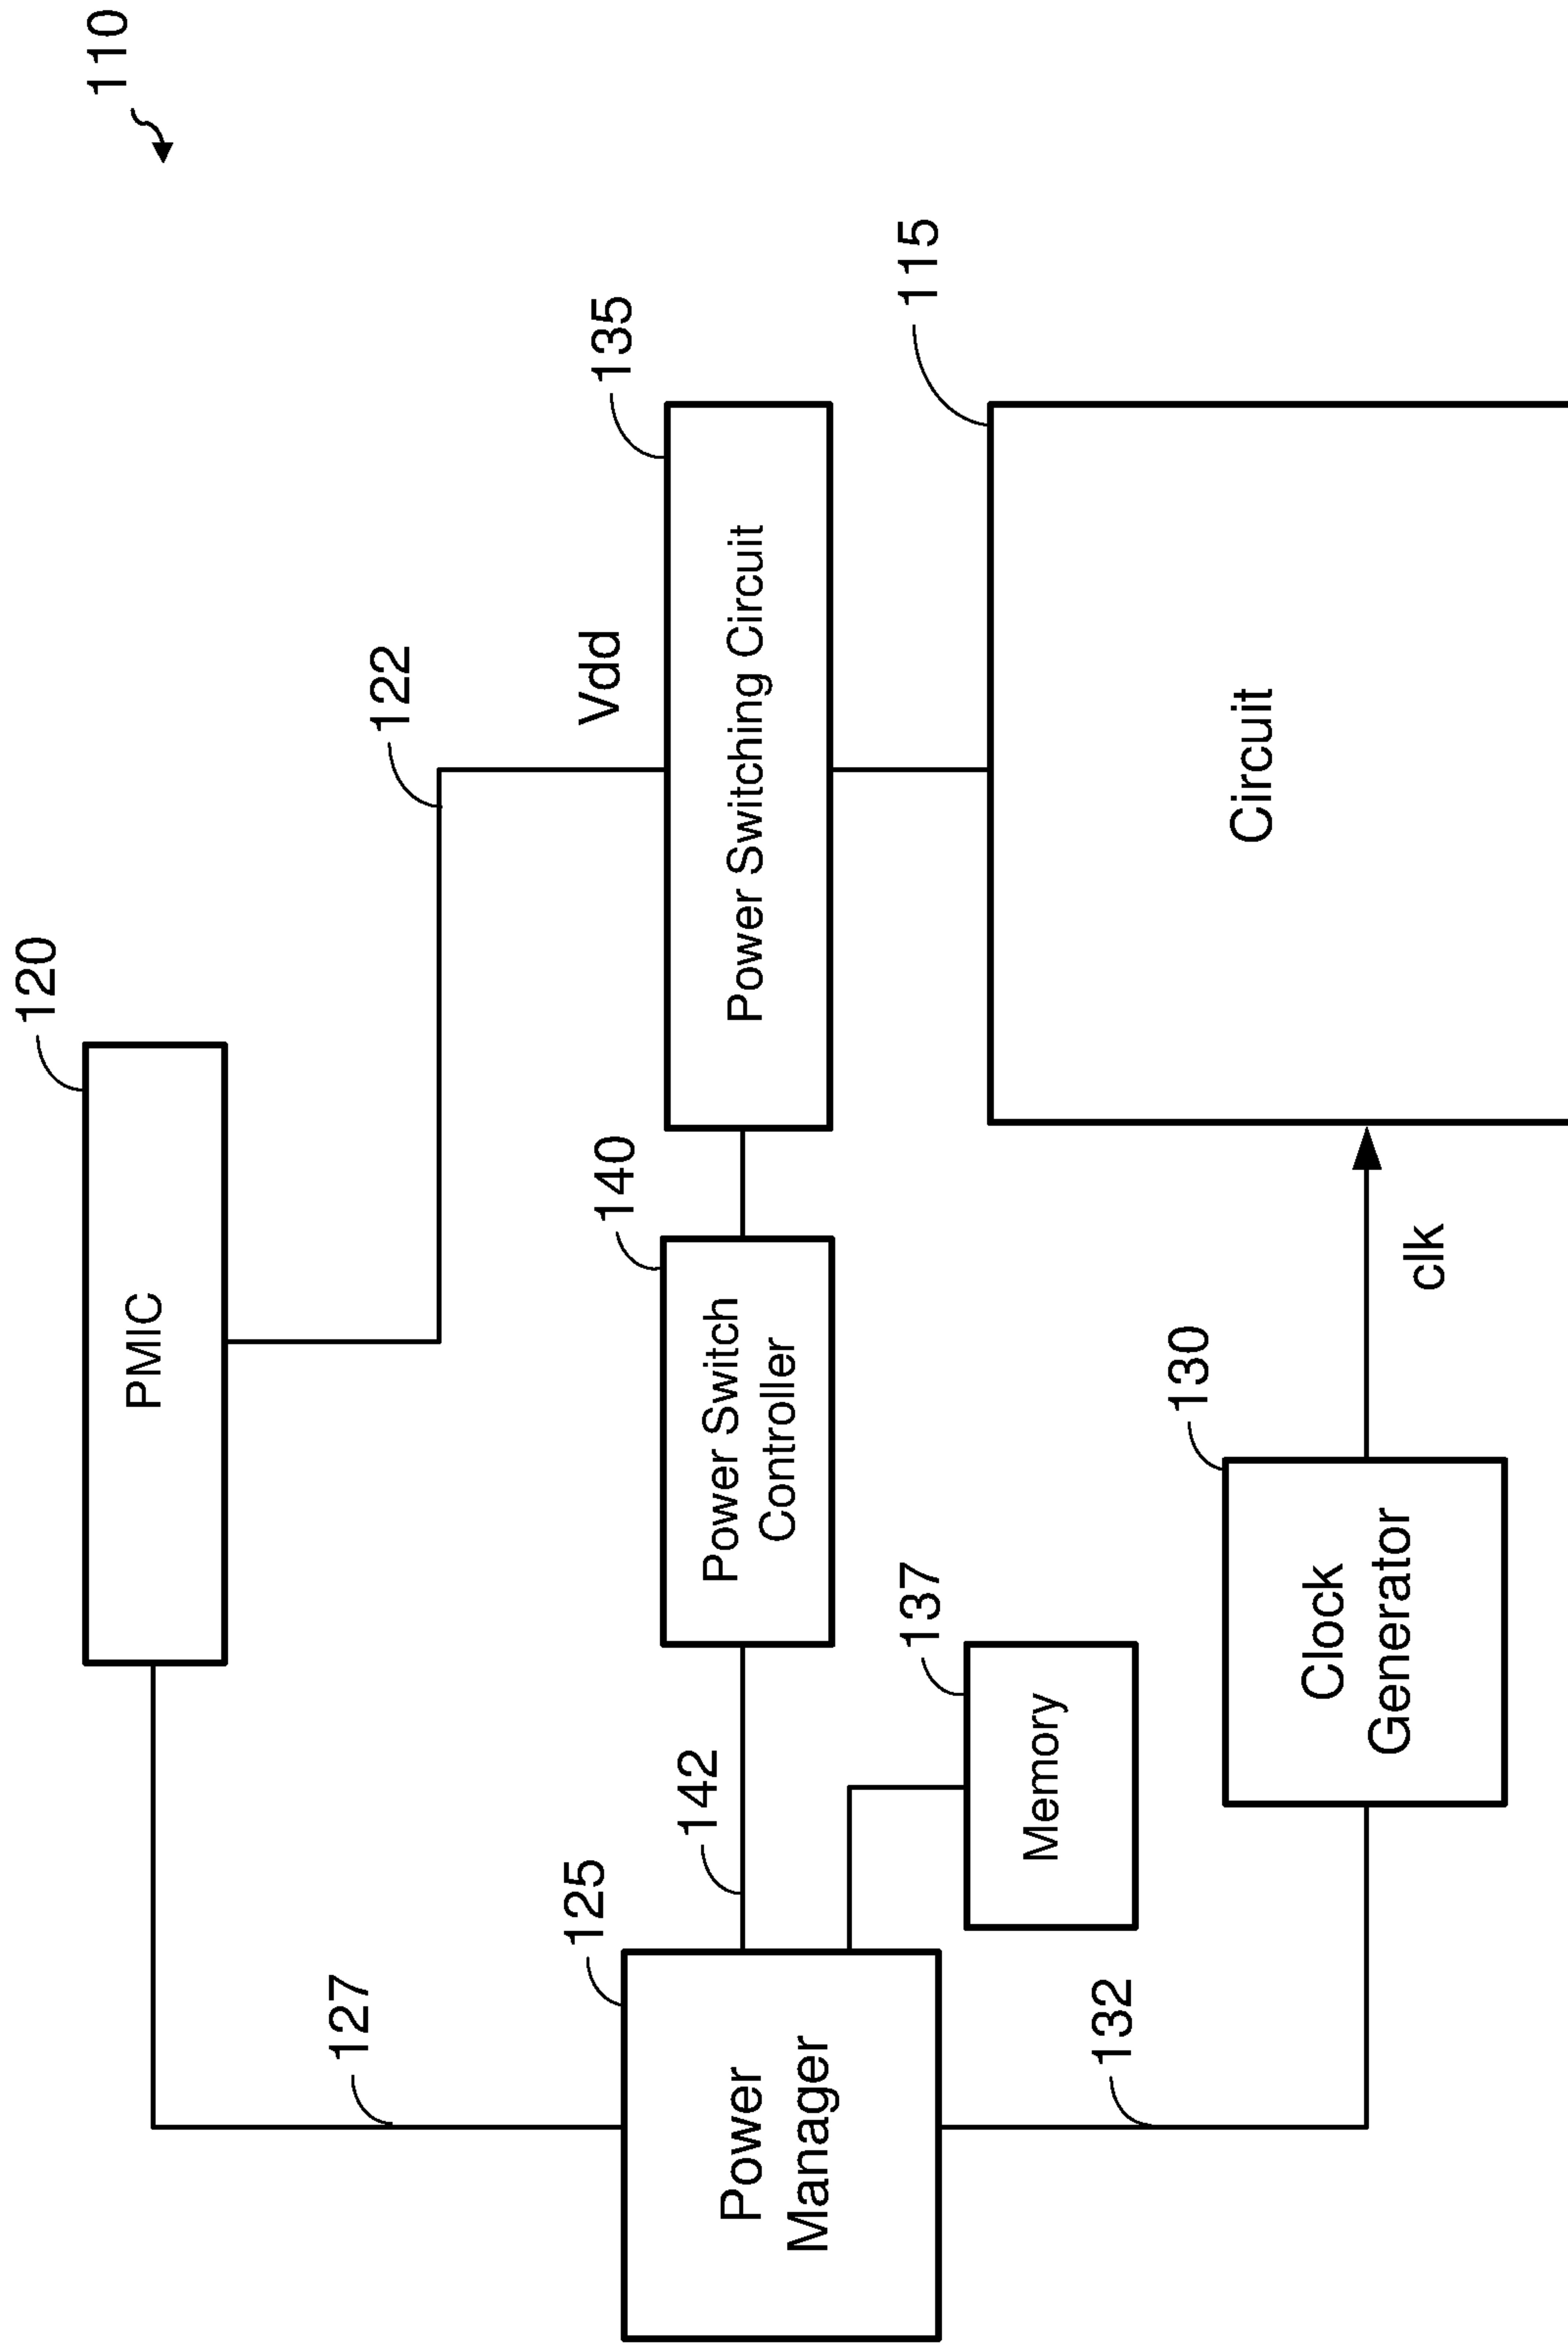 110
120
PMIC
122
127
Vdd
135
Power Switching Circuit
140
Power Switch
Controller
142
125
Power
Manager
137
Memory
115
Circuit
130
Clock
Generator
clk
132